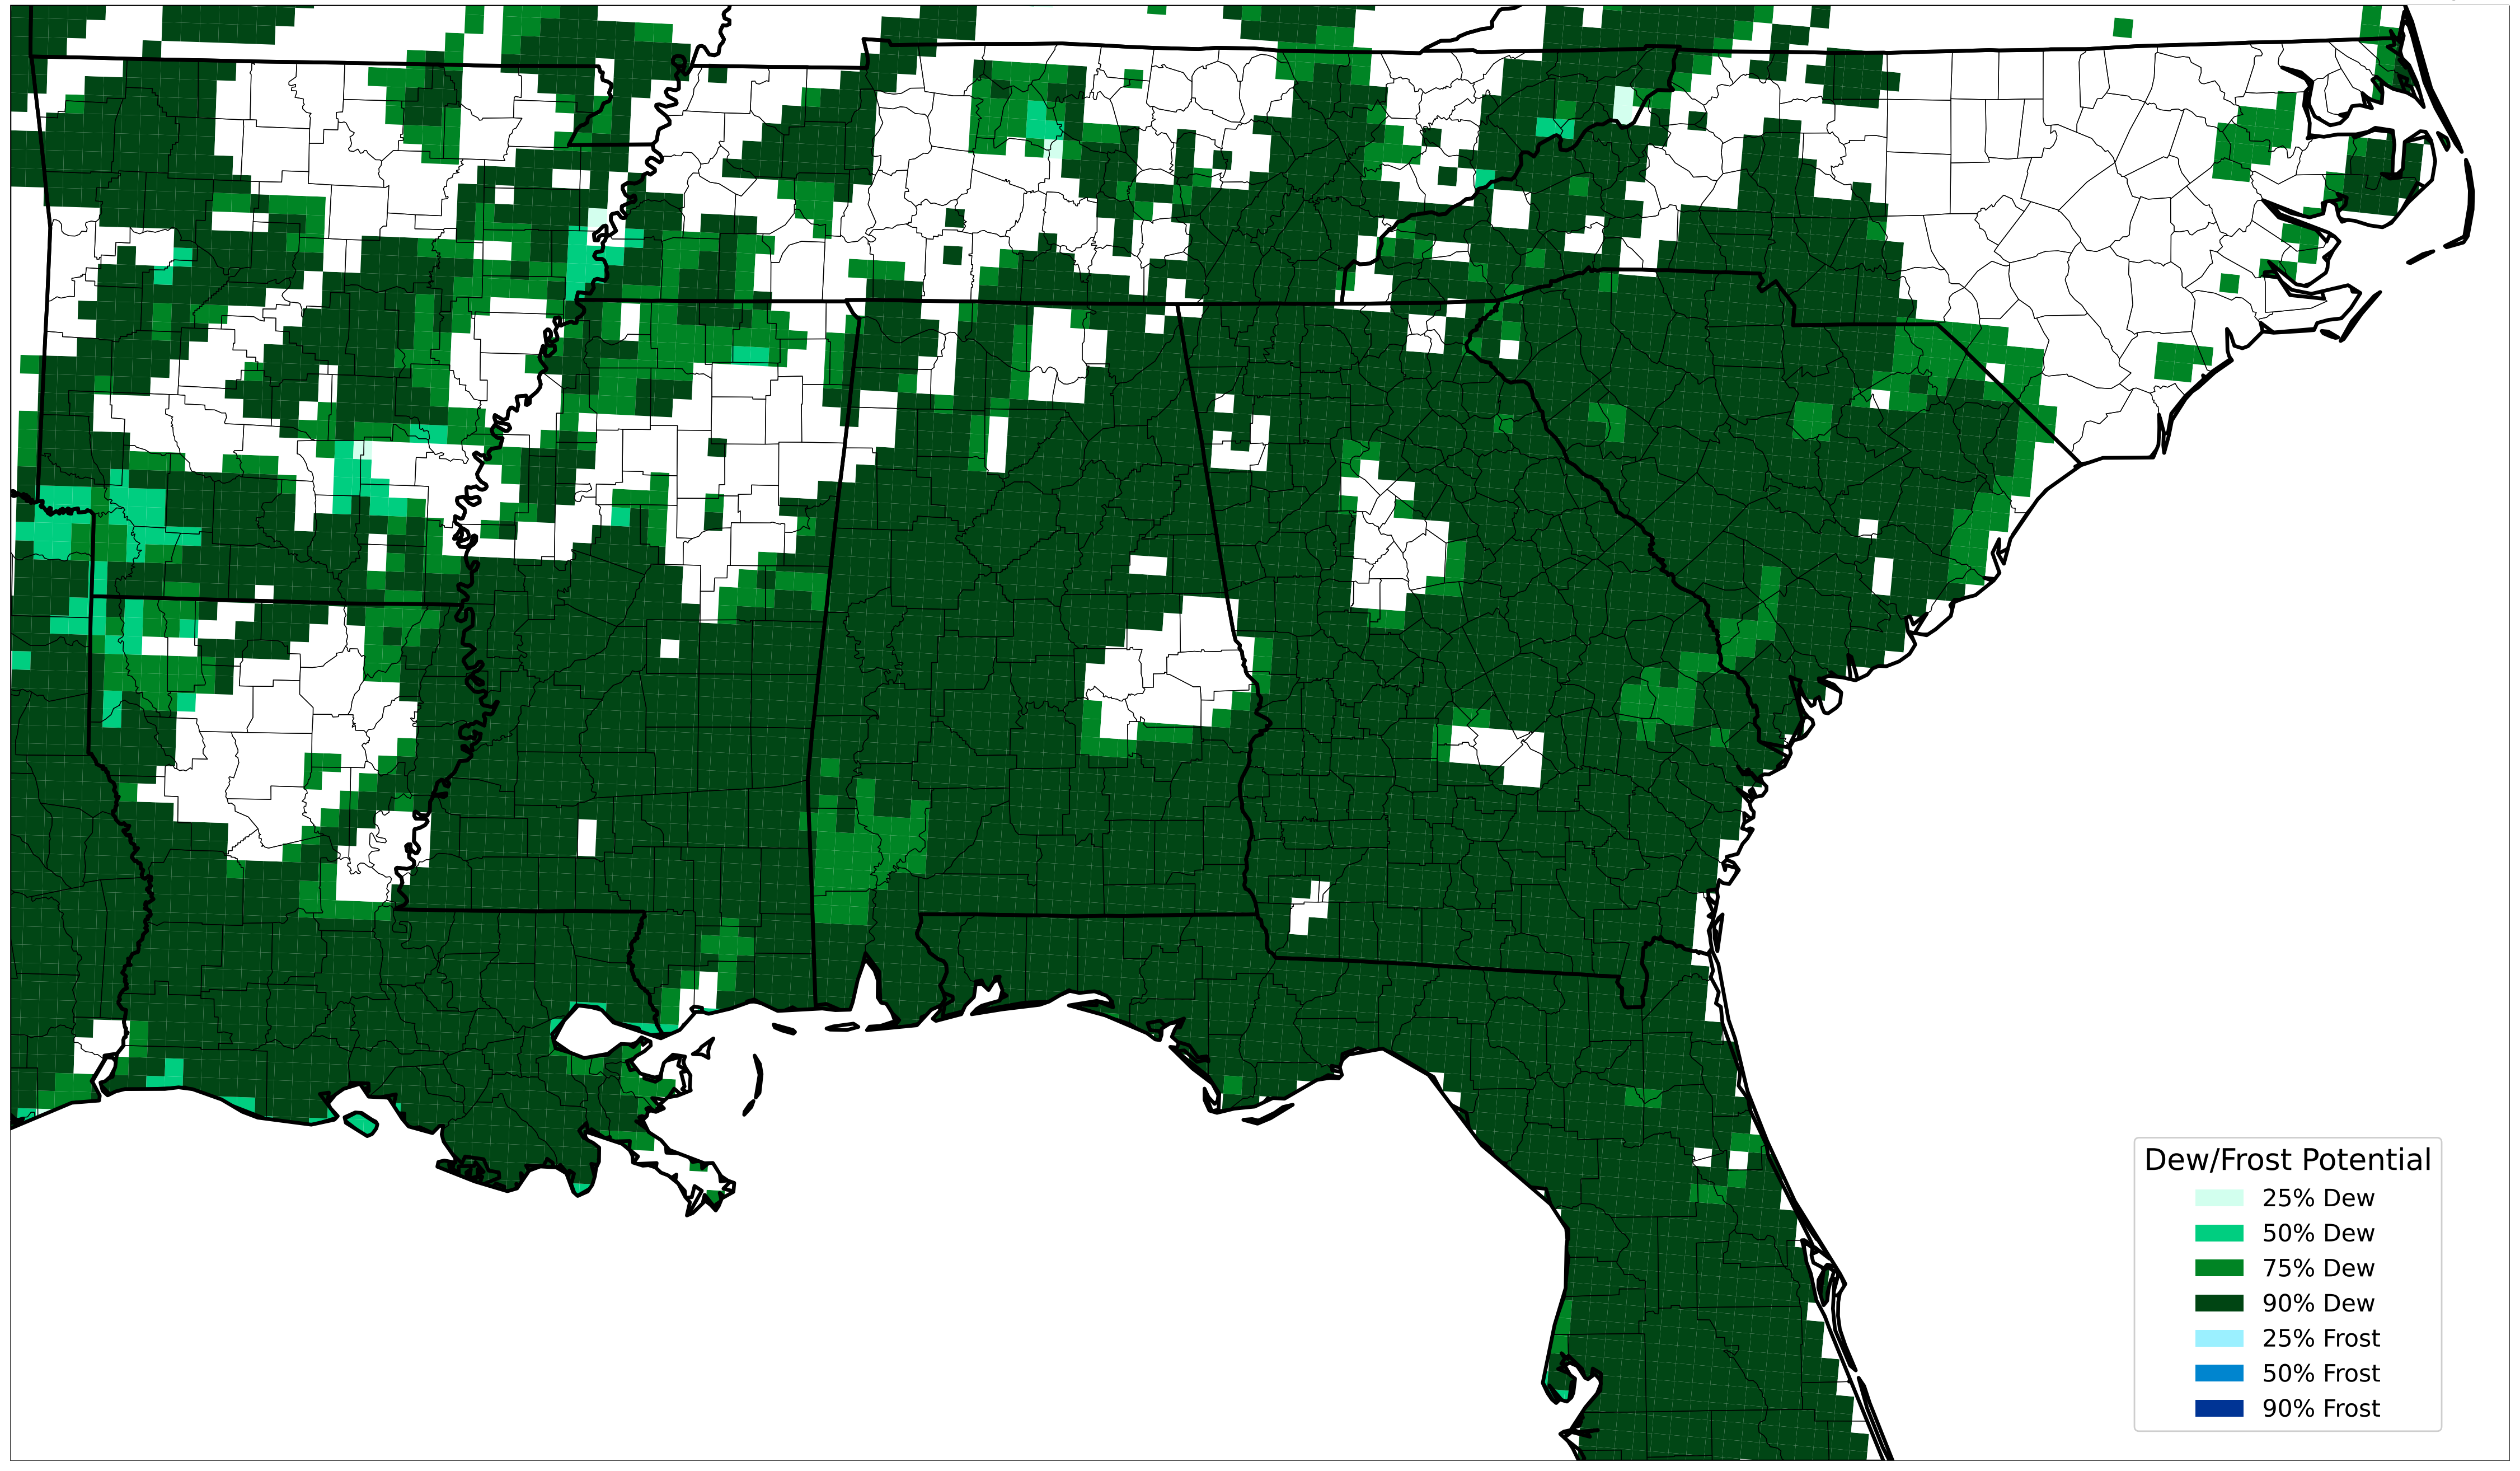 Dew/Frost Potential
25% Dew
50% Dew
75% Dew
90% Dew
25% Frost
50% Frost
90% Frost